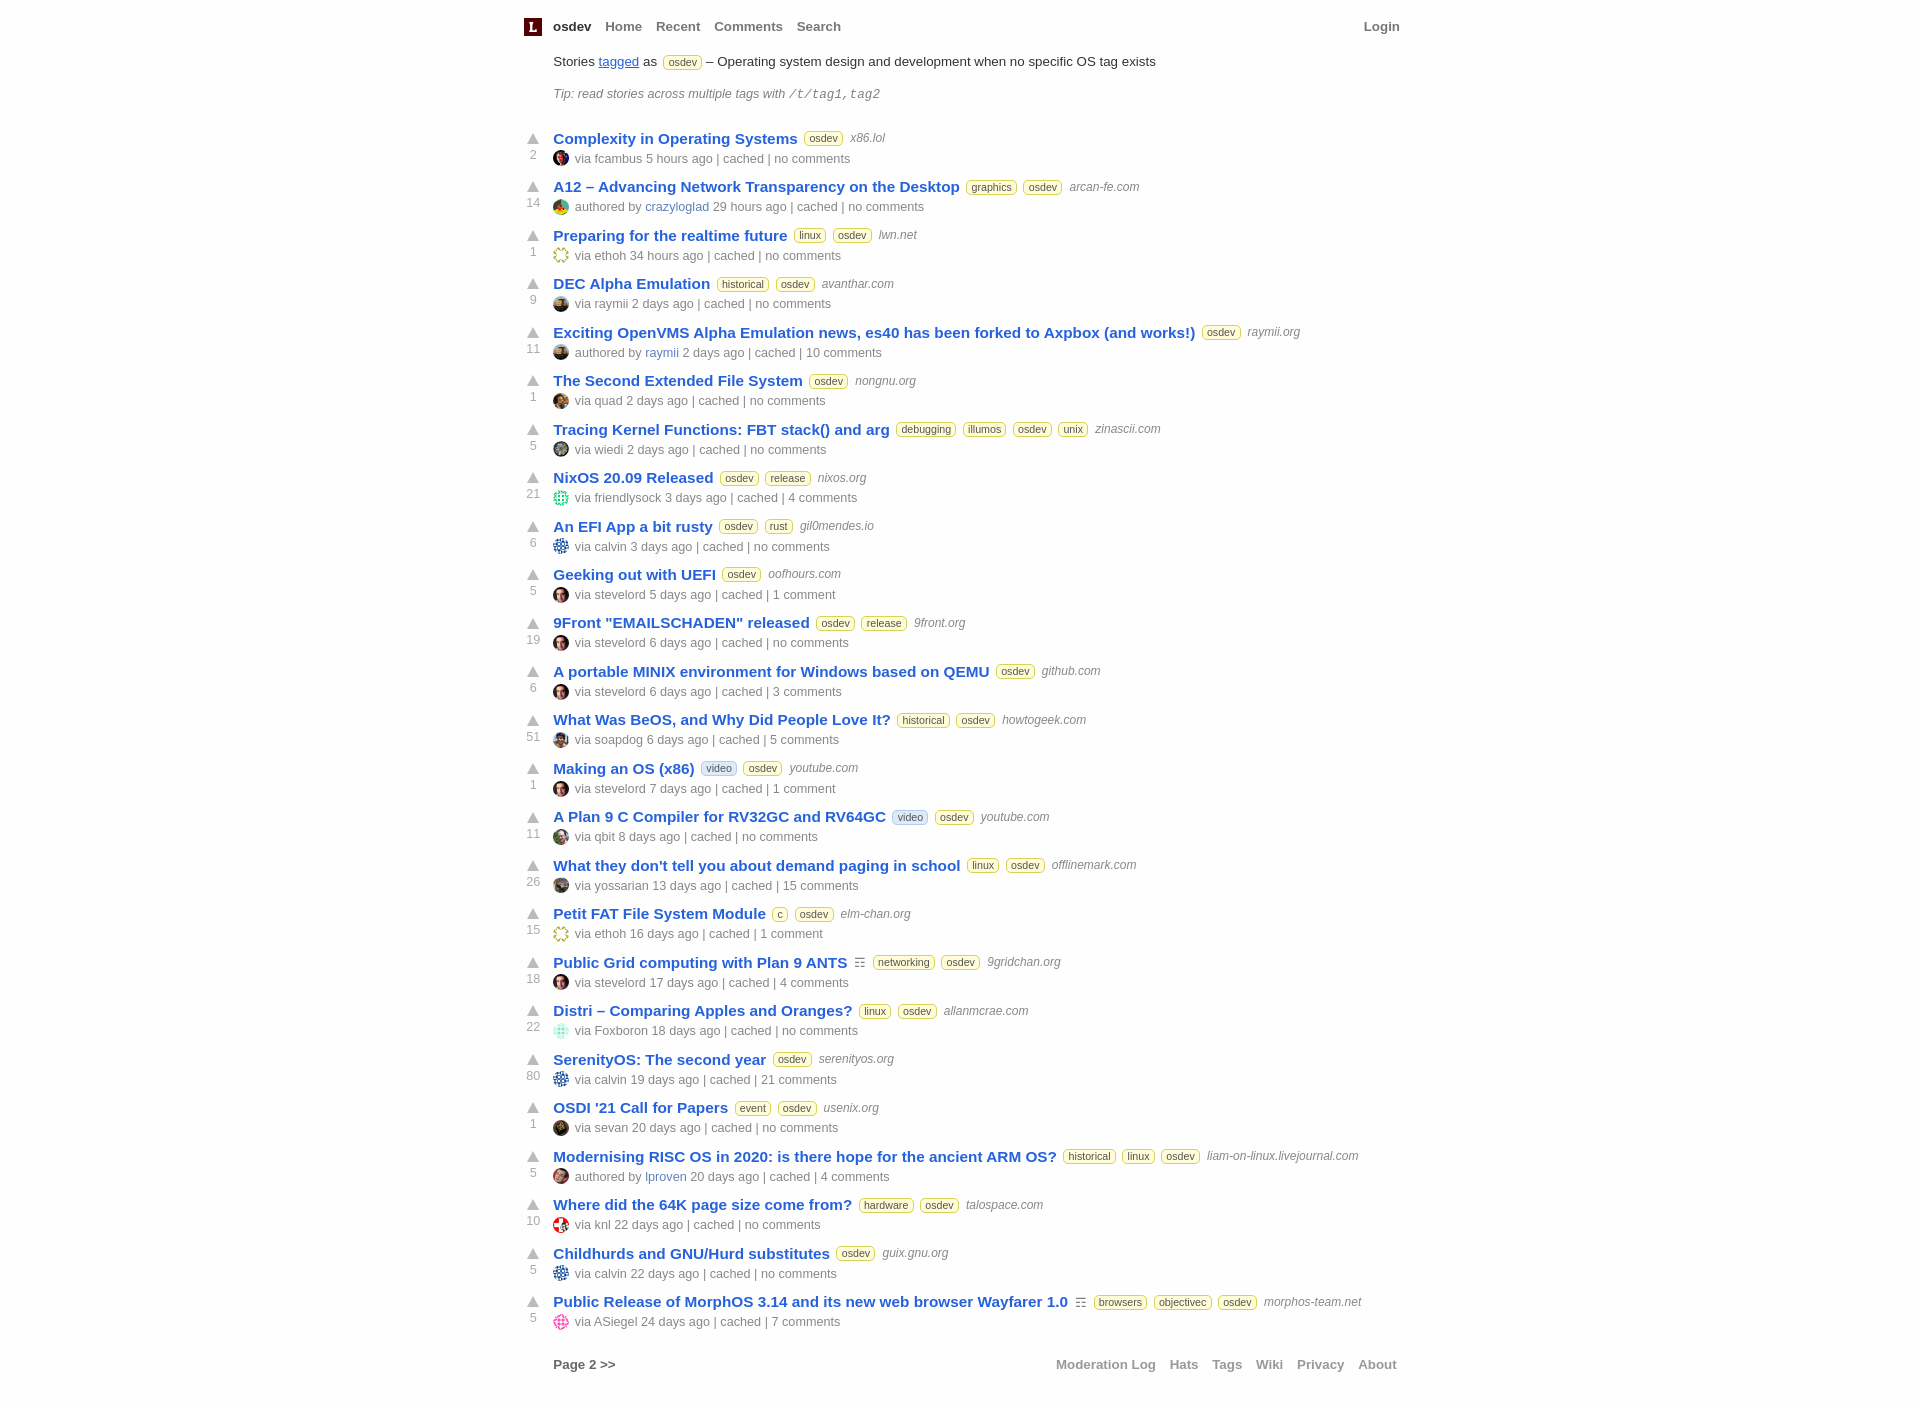 L osdev Home Recent Comments Search Login
Stories tagged as osdev – Operating system design and development when no specific OS tag exists
Tip: read stories across multiple tags with /t/tag1,tag2
Complexity in Operating Systems osdev x86.lol
2 via fcambus 5 hours ago | cached | no comments
A12 – Advancing Network Transparency on the Desktop graphics osdev arcan-fe.com
14 authored by crazyloglad 29 hours ago | cached | no comments
Preparing for the realtime future linux osdev lwn.net
1 via ethoh 34 hours ago | cached | no comments
DEC Alpha Emulation historical osdev avanthar.com
9 via raymii 2 days ago | cached | no comments
Exciting OpenVMS Alpha Emulation news, es40 has been forked to Axpbox (and works!) osdev raymii.org
11 authored by raymii 2 days ago | cached | 10 comments
The Second Extended File System osdev nongnu.org
1 via quad 2 days ago | cached | no comments
Tracing Kernel Functions: FBT stack() and arg debugging illumos osdev unix zinascii.com
5 via wiedi 2 days ago | cached | no comments
NixOS 20.09 Released osdev release nixos.org
21 via friendlysock 3 days ago | cached | 4 comments
An EFI App a bit rusty osdev rust gil0mendes.io
6 via calvin 3 days ago | cached | no comments
Geeking out with UEFI osdev oofhours.com
5 via stevelord 5 days ago | cached | 1 comment
9Front "EMAILSCHADEN" released osdev release 9front.org
19 via stevelord 6 days ago | cached | no comments
A portable MINIX environment for Windows based on QEMU osdev github.com
6 via stevelord 6 days ago | cached | 3 comments
What Was BeOS, and Why Did People Love It? historical osdev howtogeek.com
51 via soapdog 6 days ago | cached | 5 comments
Making an OS (x86) video osdev youtube.com
1 via stevelord 7 days ago | cached | 1 comment
A Plan 9 C Compiler for RV32GC and RV64GC video osdev youtube.com
11 via qbit 8 days ago | cached | no comments
What they don't tell you about demand paging in school linux osdev offlinemark.com
26 via yossarian 13 days ago | cached | 15 comments
Petit FAT File System Module c osdev elm-chan.org
15 via ethoh 16 days ago | cached | 1 comment
Public Grid computing with Plan 9 ANTS ☶ networking osdev 9gridchan.org
18 via stevelord 17 days ago | cached | 4 comments
Distri – Comparing Apples and Oranges? linux osdev allanmcrae.com
22 via Foxboron 18 days ago | cached | no comments
SerenityOS: The second year osdev serenityos.org
80 via calvin 19 days ago | cached | 21 comments
OSDI '21 Call for Papers event osdev usenix.org
1 via sevan 20 days ago | cached | no comments
Modernising RISC OS in 2020: is there hope for the ancient ARM OS? historical linux osdev liam-on-linux.livejournal.com
5 authored by lproven 20 days ago | cached | 4 comments
Where did the 64K page size come from? hardware osdev talospace.com
10 via knl 22 days ago | cached | no comments
Childhurds and GNU/Hurd substitutes osdev guix.gnu.org
5 via calvin 22 days ago | cached | no comments
Public Release of MorphOS 3.14 and its new web browser Wayfarer 1.0 ☶ browsers objectivec osdev morphos-team.net
5 via ASiegel 24 days ago | cached | 7 comments
Page 2 >> Moderation Log Hats Tags Wiki Privacy About